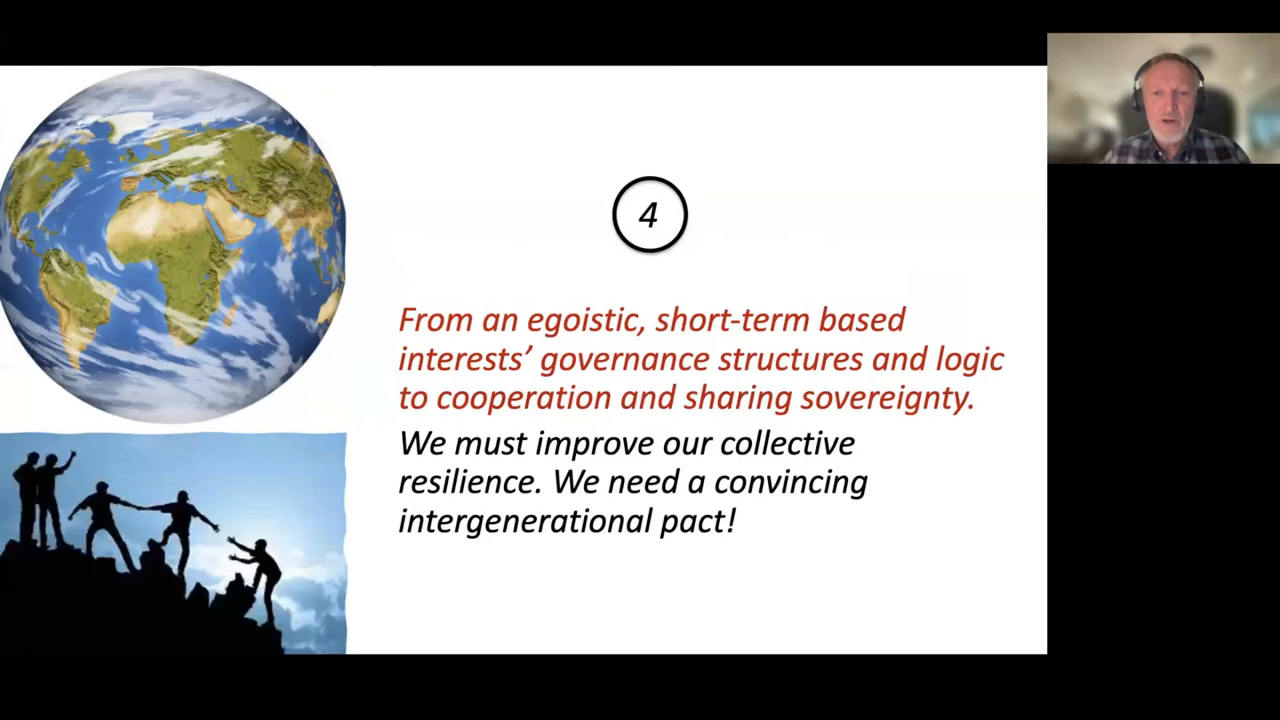 4
From an egoistic, short-term based
interests’ governance structures and logic
to cooperation and sharing sovereignty.
We must improve our collective
resilience. We need a convincing
intergenerational pact!